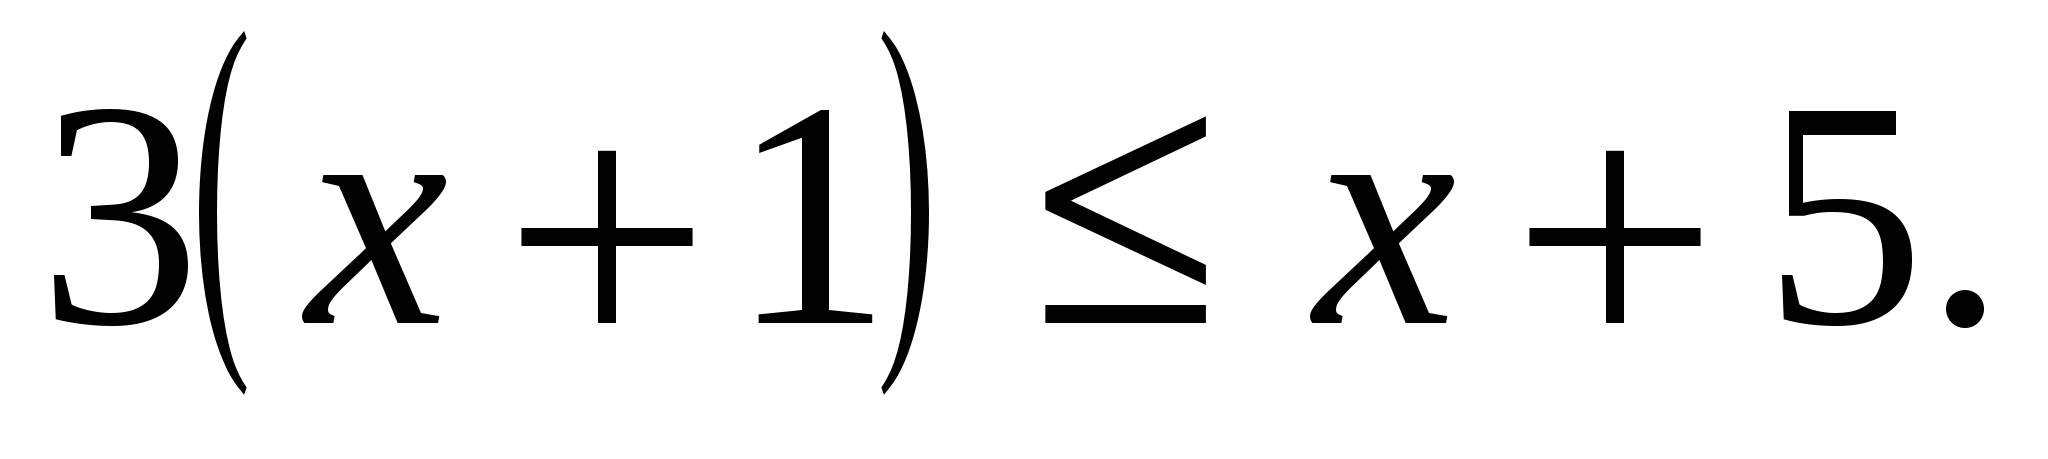 3(x + 1) ≤ x + 5.